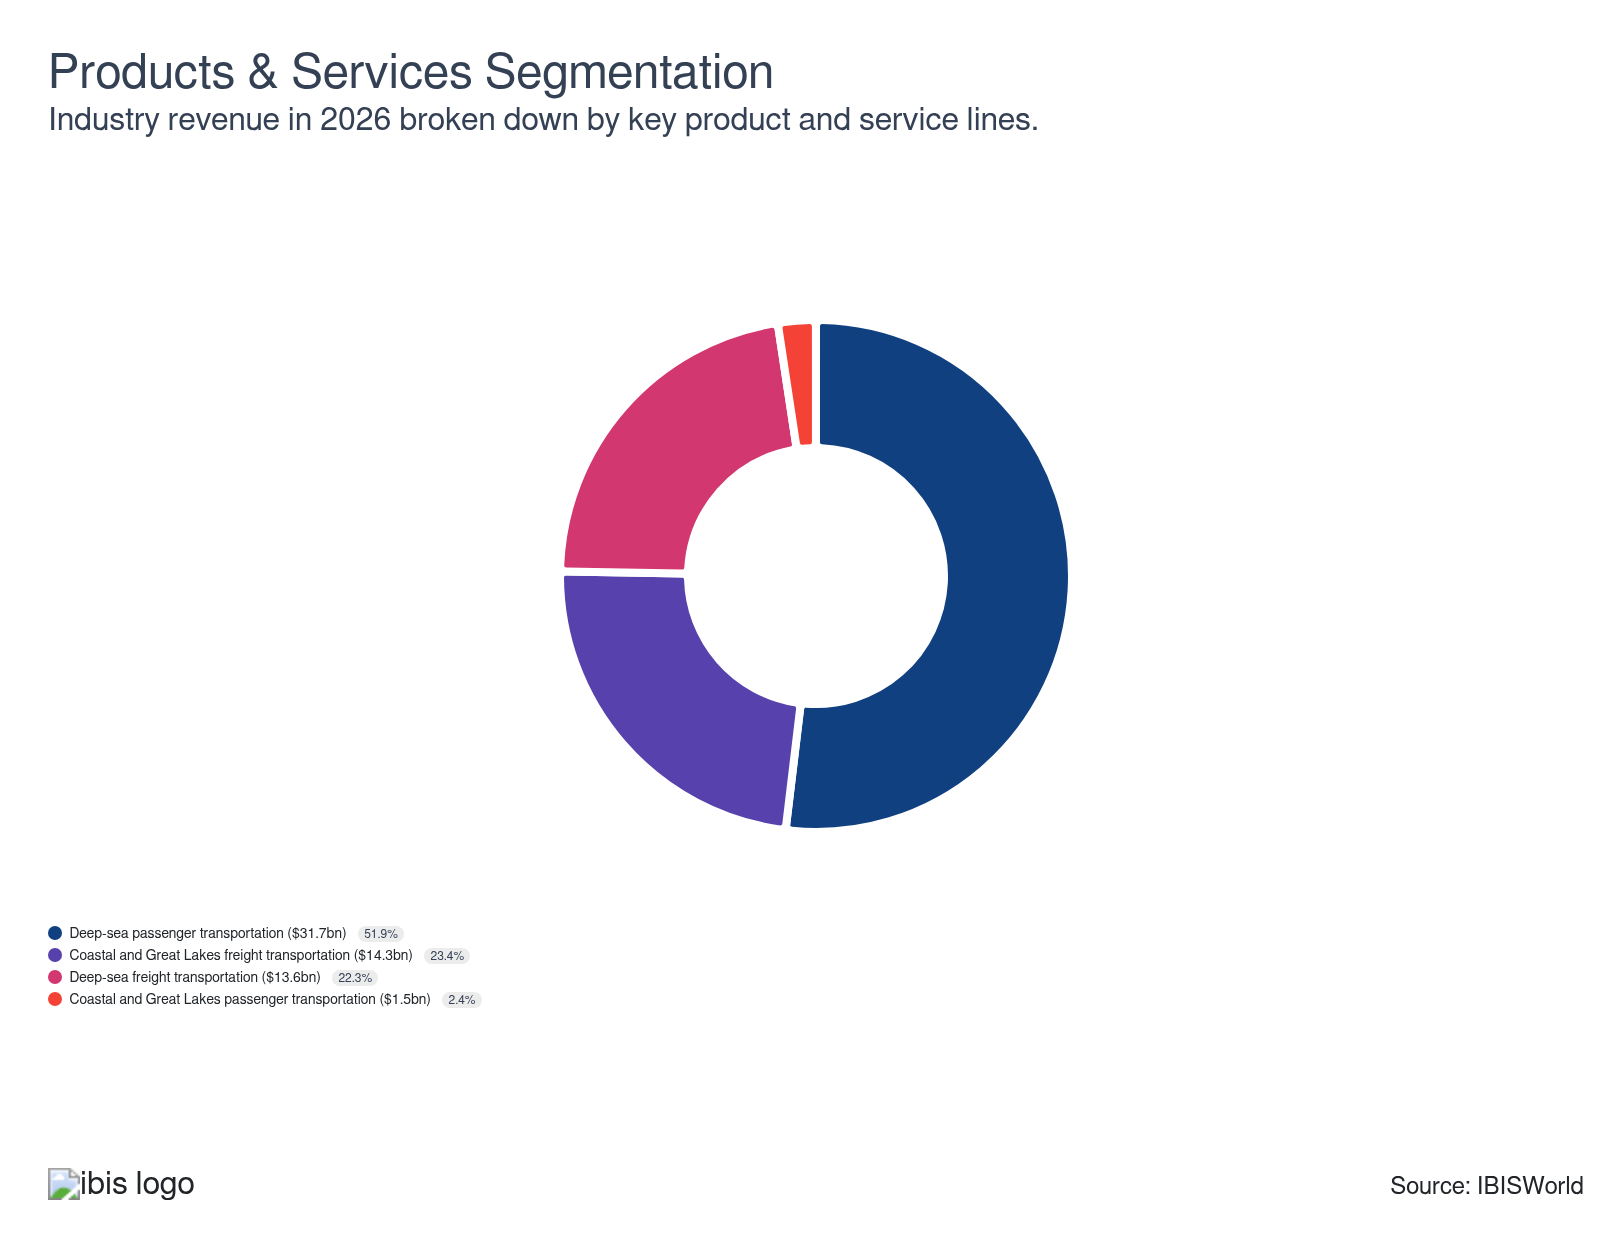 Products & Services Segmentation
Industry revenue in 2026 broken down by key product and service lines.
Deep-sea passenger transportation ($31.7bn) 51.9%
Coastal and Great Lakes freight transportation ($14.3bn) 23.4%
Deep-sea freight transportation ($13.6bn) 22.3%
Coastal and Great Lakes passenger transportation ($1.5bn) 2.4%
ibis logo
Source: IBISWorld